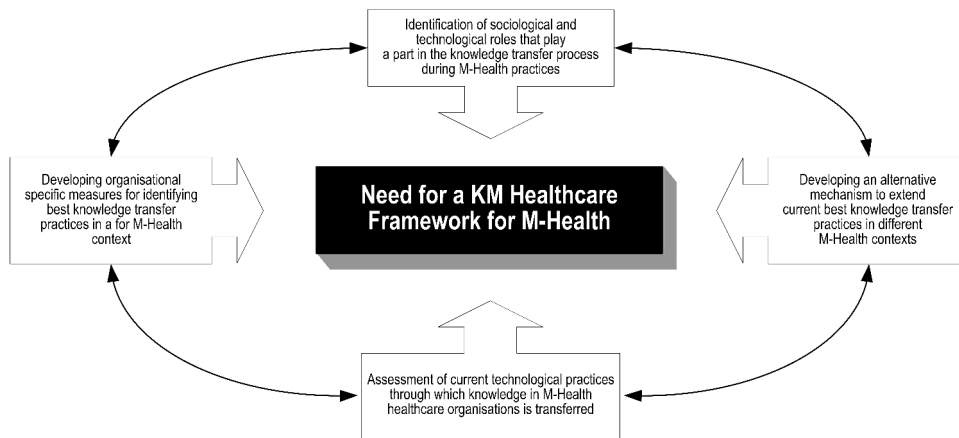 Identification of sociological and
technological roles that play
a part in the knowledge transfer process
during M-Health practices
Developing organisational
specific measures for identifying
best knowledge transfer
practices in a for M-Health
context
Need for a KM Healthcare
Framework for M-Health
Developing an alternative
mechanism to extend
current best knowledge transfer
practices in different
M-Health contexts
Assessment of current technological practices
through which knowledge in M-Health
healthcare organisations is transferred